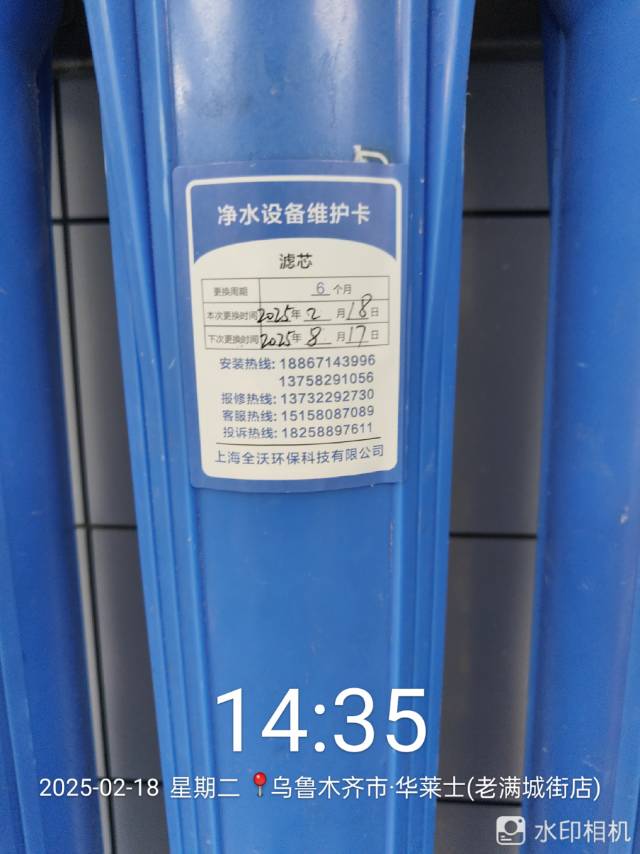 净水设备维护卡
滤芯
更换周期 6 个月
本次更换时间 2025年 2 月 18 日
下次更换时间 2025年 8 月 17 日
安装热线: 18867143996
13758291056
报修热线: 13732292730
客服热线: 15158087089
投诉热线: 18258897611
上海全沃环保科技有限公司
14:35
2025-02-18 星期二 📍乌鲁木齐市·华莱士(老满城街店)
水印相机